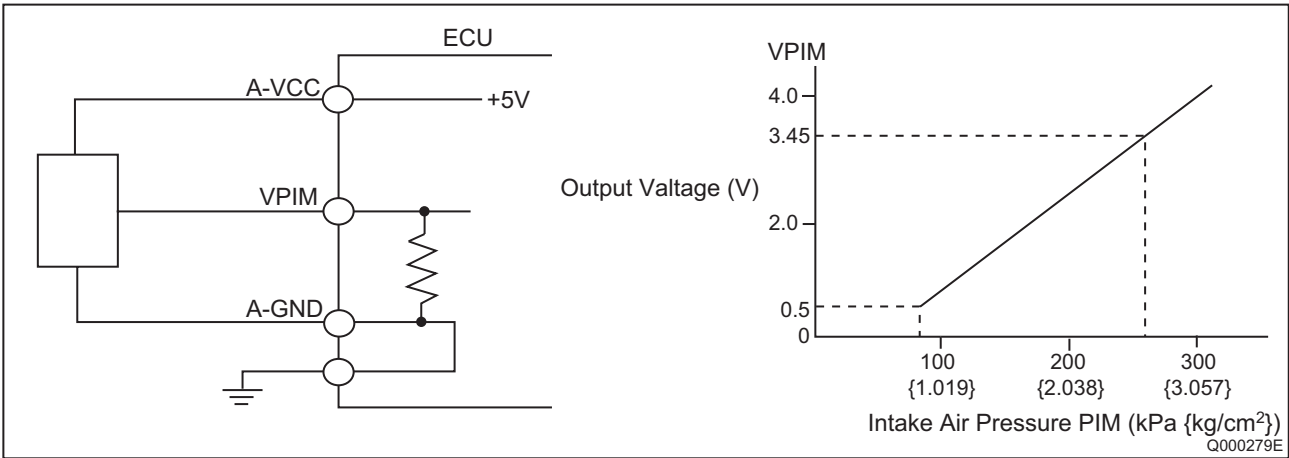 ECU
A-VCC
+5V
VPIM
A-GND
Output Valtage (V)
VPIM
4.0
3.45
2.0
0.5
0
100 200 300
{1.019} {2.038} {3.057}
Intake Air Pressure PIM (kPa {kg/cm²})
Q000279E